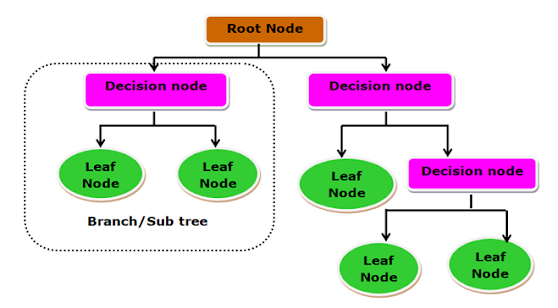 Root Node
Decision node
Decision node
Leaf
Node
Leaf
Node
Leaf
Node
Decision node
Branch/Sub tree
Leaf
Node
Leaf
Node